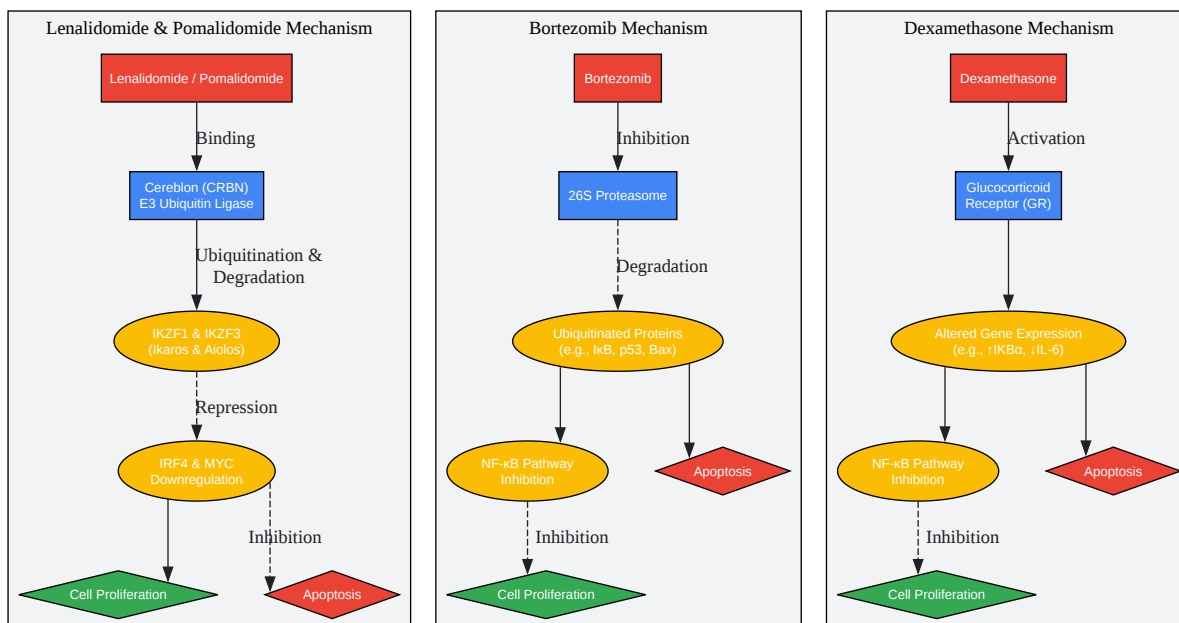 Lenalidomide & Pomalidomide Mechanism
Lenalidomide / Pomalidomide
Binding
Cereblon (CRBN)
E3 Ubiquitin Ligase
Ubiquitination &
Degradation
IKZF1 & IKZF3
(Ikaros & Aiolos)
Repression
IRF4 & MYC
Downregulation
Inhibition
Cell Proliferation
Apoptosis
Bortezomib Mechanism
Bortezomib
Inhibition
26S Proteasome
Degradation
Ubiquitinated Proteins
(e.g., IκB, p53, Bax)
NF-κB Pathway
Inhibition
Apoptosis
Inhibition
Cell Proliferation
Dexamethasone Mechanism
Dexamethasone
Activation
Glucocorticoid
Receptor (GR)
Altered Gene Expression
(e.g., ↑IKBα, ↓IL-6)
NF-κB Pathway
Inhibition
Apoptosis
Inhibition
Cell Proliferation